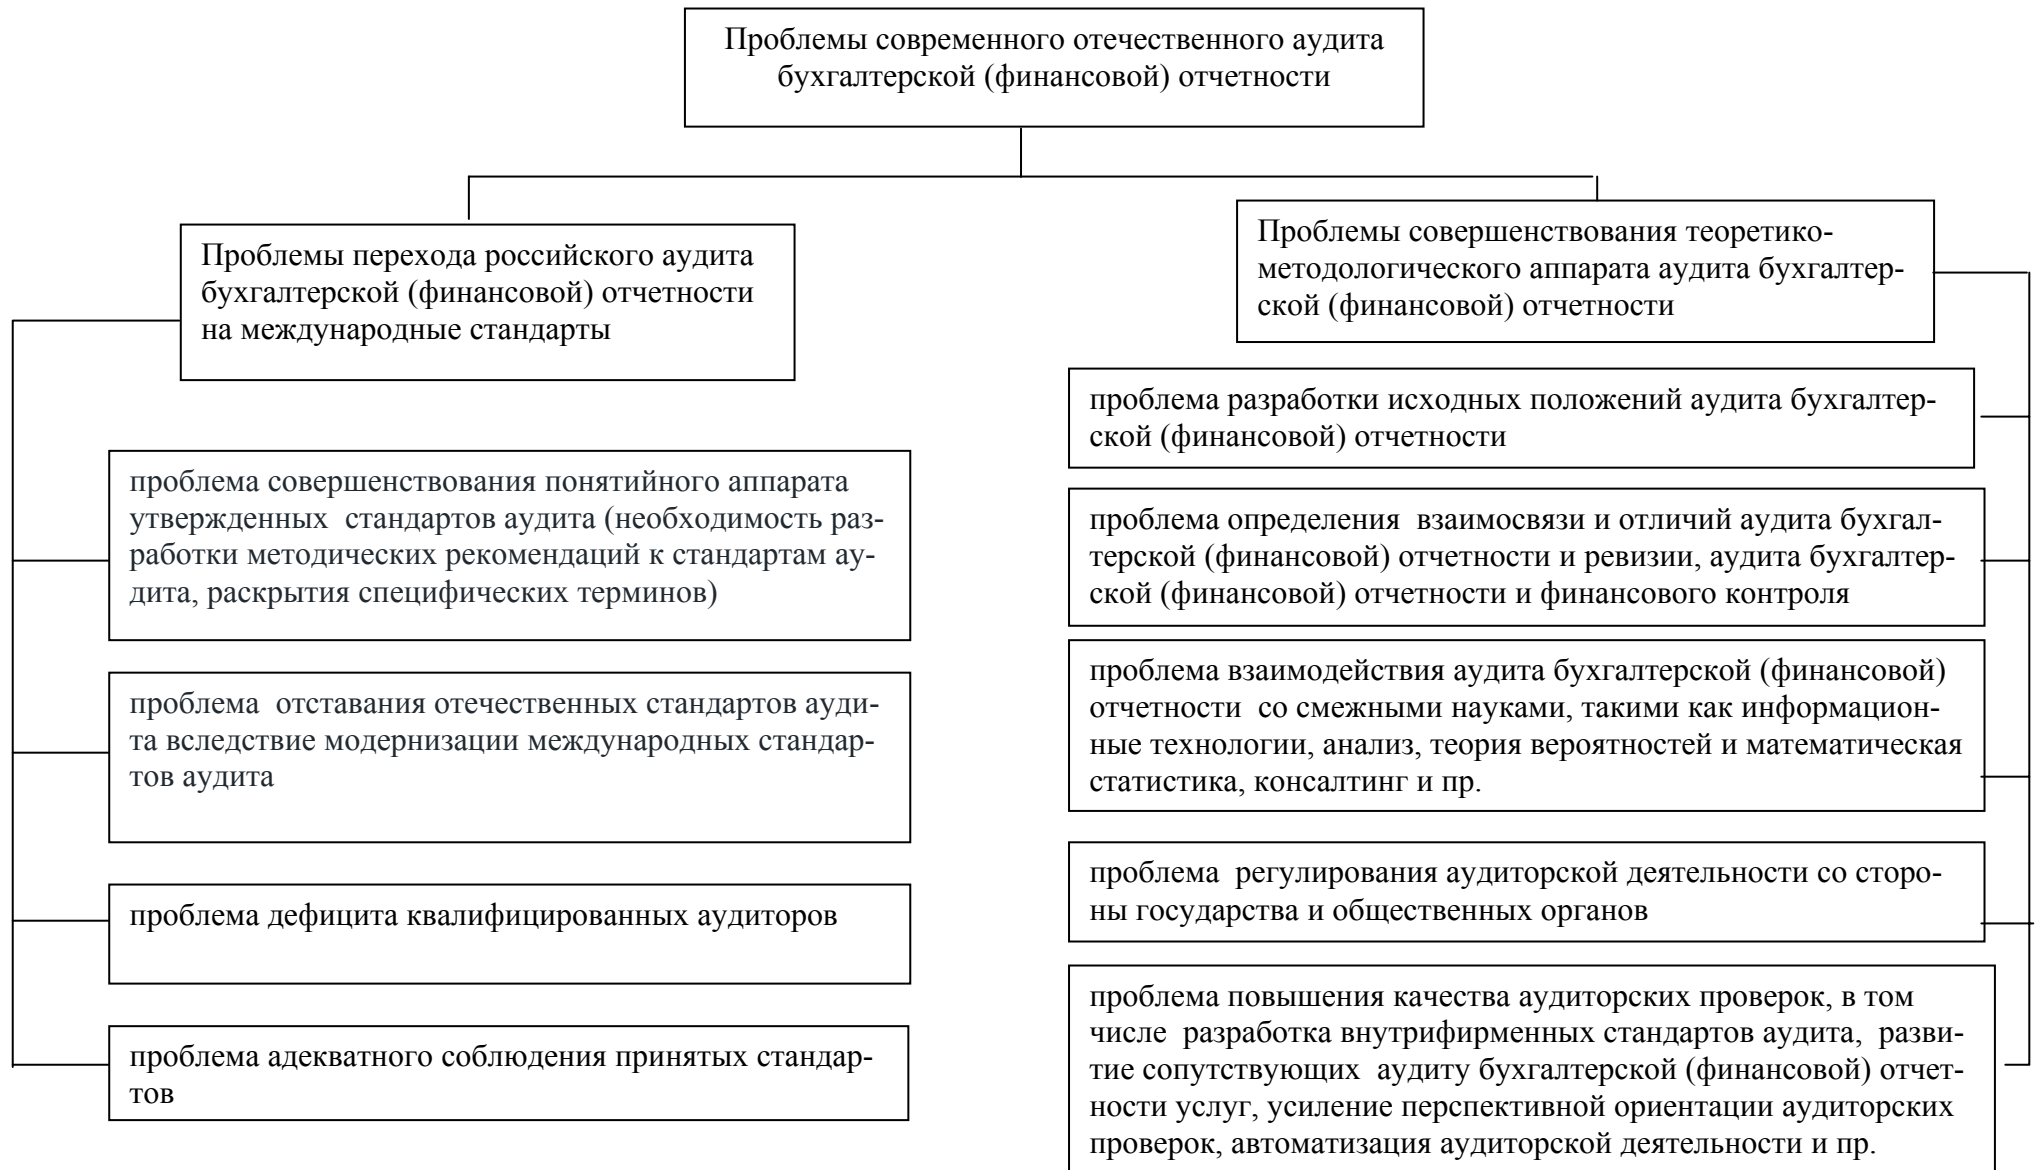 Проблемы современного отечественного аудита
бухгалтерской (финансовой) отчетности
Проблемы перехода российского аудита
бухгалтерской (финансовой) отчетности
на международные стандарты
проблема совершенствования понятийного аппарата
утвержденных  стандартов аудита (необходимость раз-
работки методических рекомендаций к стандартам ау-
дита, раскрытия специфических терминов)
проблема  отставания отечественных стандартов ауди-
та вследствие модернизации международных стандар-
тов аудита
проблема дефицита квалифицированных аудиторов
проблема адекватного соблюдения принятых стандар-
тов
Проблемы совершенствования теоретико-
методологического аппарата аудита бухгалтер-
ской (финансовой) отчетности
проблема разработки исходных положений аудита бухгалтер-
ской (финансовой) отчетности
проблема определения  взаимосвязи и отличий аудита бухгал-
терской (финансовой) отчетности и ревизии, аудита бухгалтер-
ской (финансовой) отчетности и финансового контроля
проблема взаимодействия аудита бухгалтерской (финансовой)
отчетности  со смежными науками, такими как информацион-
ные технологии, анализ, теория вероятностей и математическая
статистика, консалтинг и пр.
проблема  регулирования аудиторской деятельности со сторо-
ны государства и общественных органов
проблема повышения качества аудиторских проверок, в том
числе  разработка внутрифирменных стандартов аудита,  разви-
тие сопутствующих  аудиту бухгалтерской (финансовой) отчет-
ности услуг, усиление перспективной ориентации аудиторских
проверок, автоматизация аудиторской деятельности и пр.